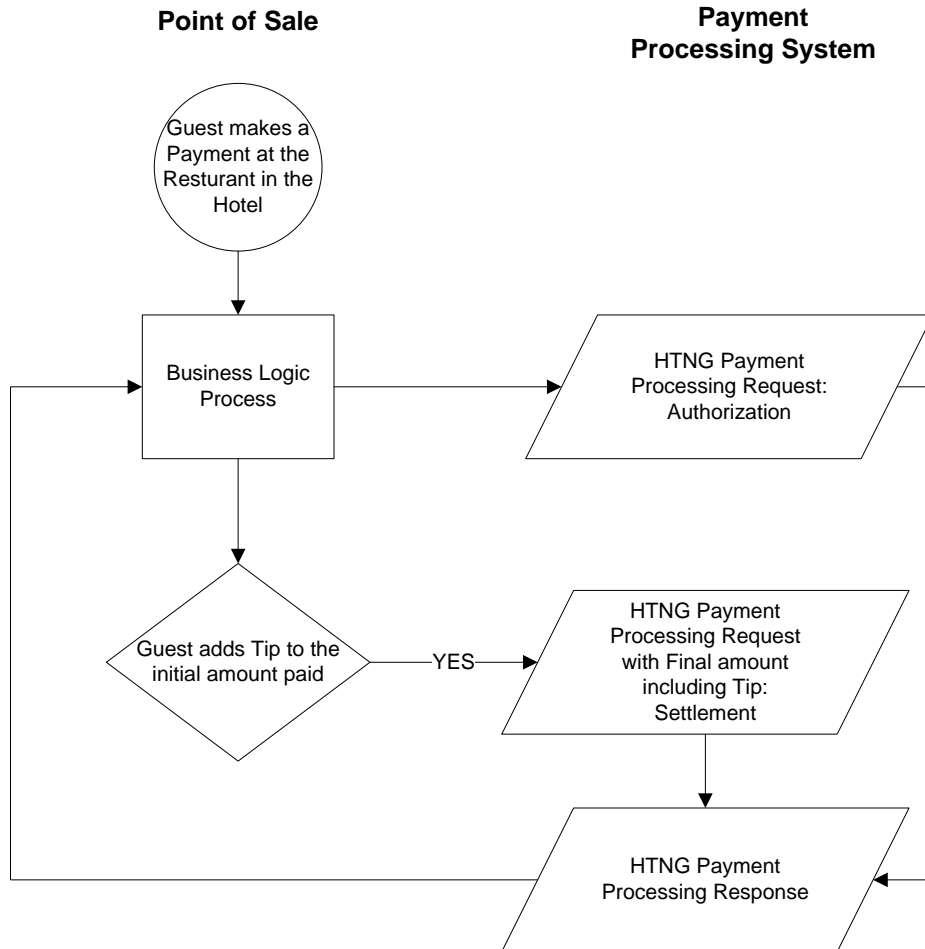 Point of Sale
Payment
Processing System
Guest makes a
Payment at the
Resturant in the
Hotel
Business Logic
Process
HTNG Payment
Processing Request:
Authorization
Guest adds Tip to the
initial amount paid
YES
HTNG Payment
Processing Request
with Final amount
including Tip:
Settlement
HTNG Payment
Processing Response